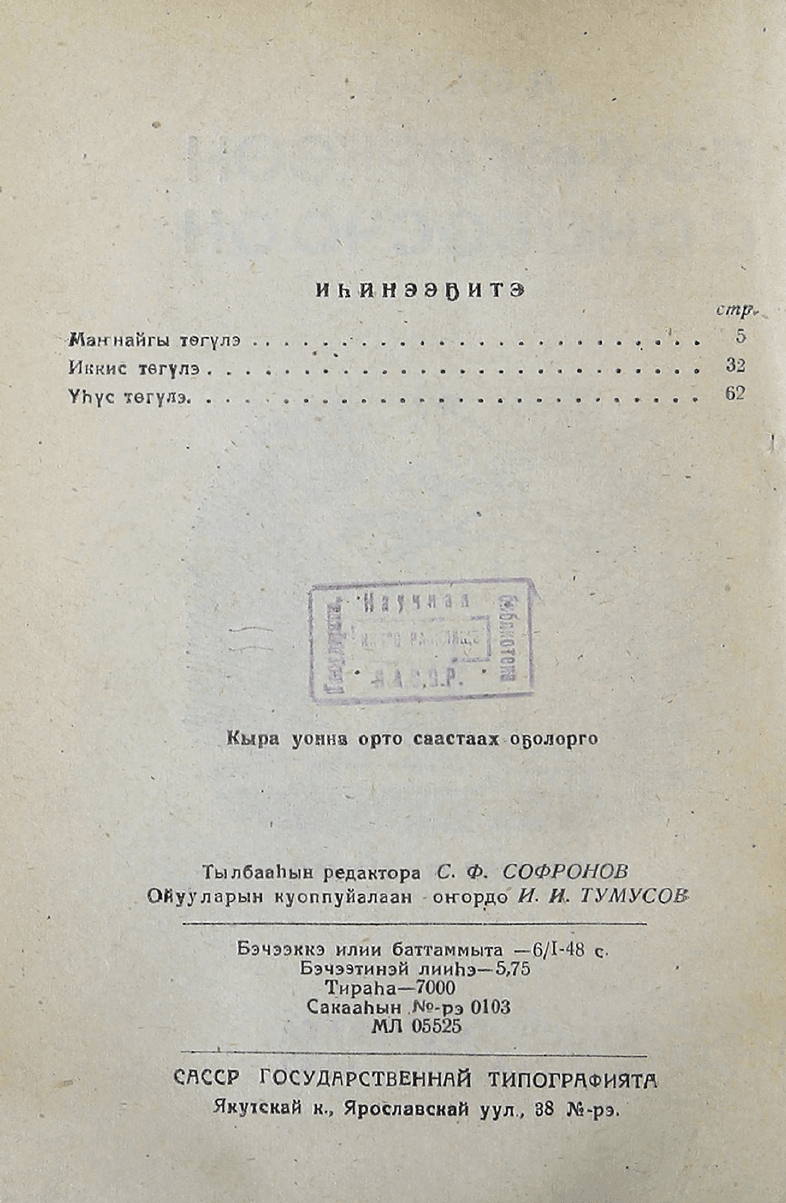 ИҺИНЭЭҔИТЭ
стр.
Маҥнайгы төгүлэ . . . . . . . . . . . . . . . . . . . . . . . . 5
Иккис төгүлэ . . . . . . . . . . . . . . . . . . . . . . . . . . 32
Үһүс төгүлэ. . . . . . . . . . . . . . . . . . . . . . . . . . . 62
Научная
библиотека
Я.А.С.С.Р.
Кыра уонна орто саастаах оҕолорго
Тылбааһын редактора С. Ф. СОФРОНОВ
Ойууларын куоппуйалаан оҥордо И. И. ТУМУСОВ
Бэчээккэ илии баттаммыта —6/I-48 с.
Бэчээтинэй лииһэ—5,75
Тираһа—7000
Сакааһын №-рэ 0103
МЛ 05525
САССР ГОСУДАРСТВЕННАЙ ТИПОГРАФИЯТА
Якутскай к., Ярославскай уул., 38 №-рэ.